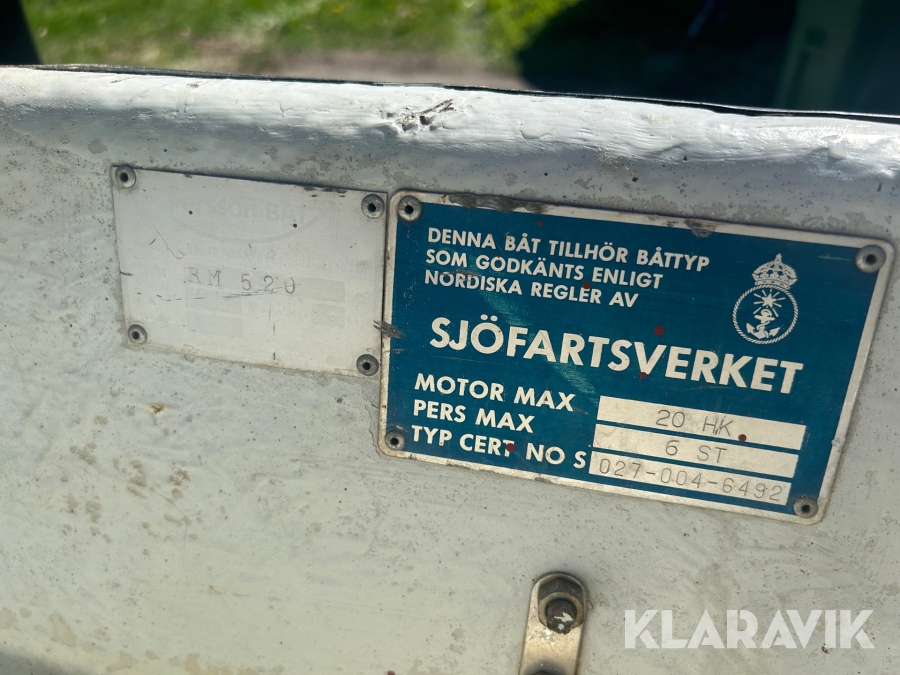 RM 520
DENNA BÅT TILLHÖR BÅTTYP
SOM GODKÄNTS ENLIGT
NORDISKA REGLER AV
SJÖFARTSVERKET
MOTOR MAX 20 HK
PERS MAX 6 ST
TYP CERT NO S 027-004-6492
KLARAVIK